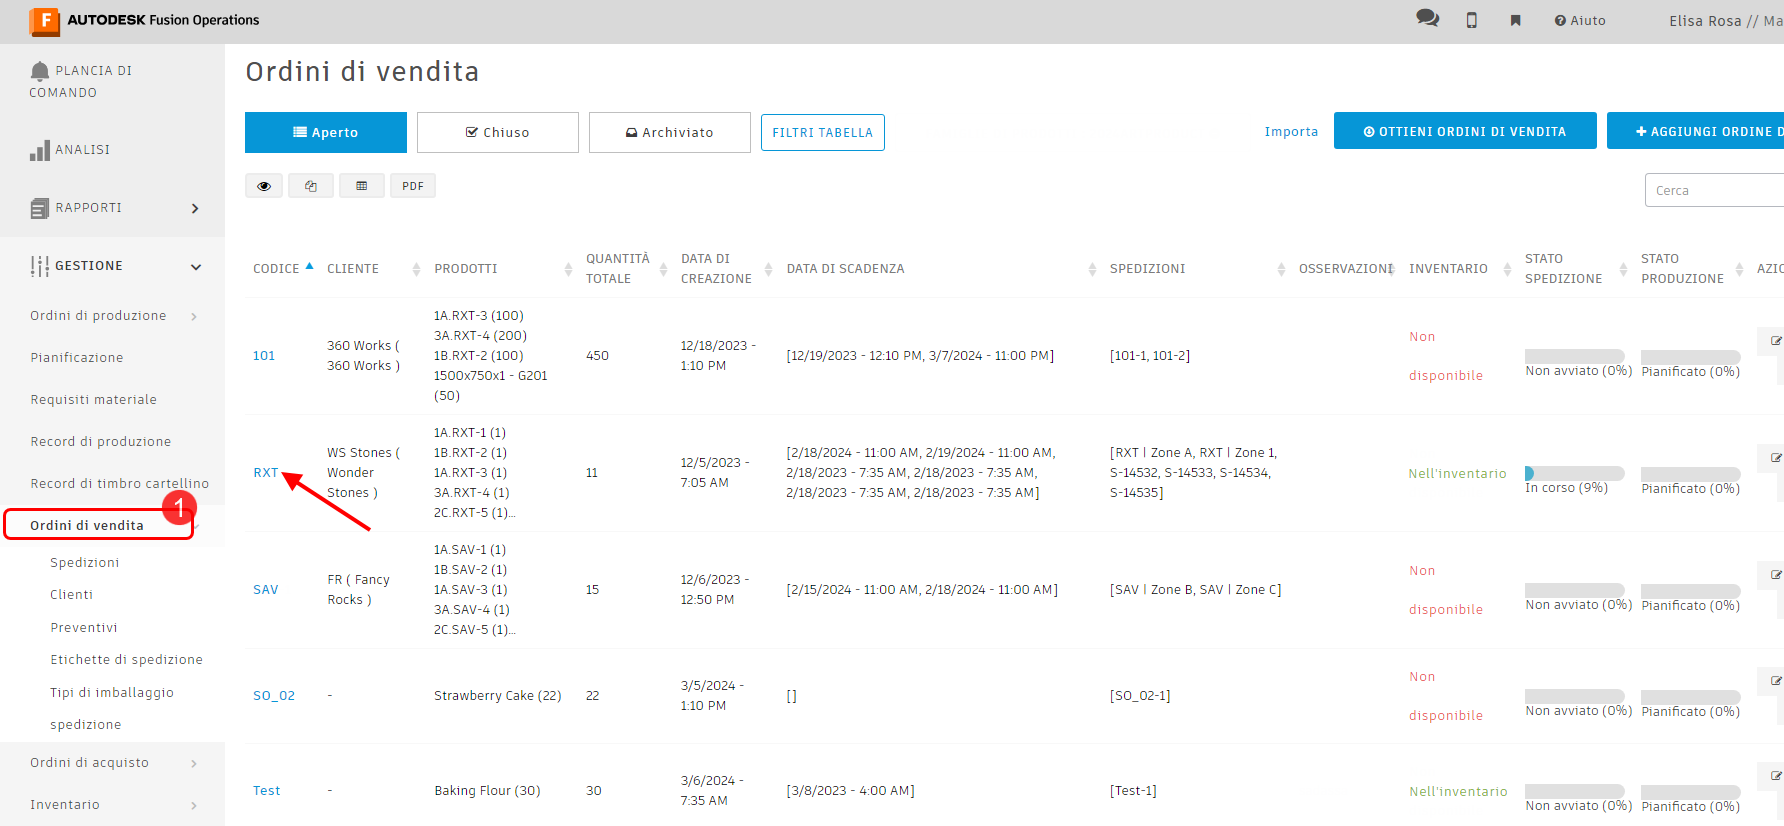 AUTODESK Fusion Operations
Aiuto
Elisa Rosa // Ma
PLANCIA DI
COMANDO
ANALISI
RAPPORTI
GESTIONE
Ordini di produzione
Pianificazione
Requisiti materiale
Record di produzione
Record di timbro cartellino
1
Ordini di vendita
Spedizioni
Clienti
Preventivi
Etichette di spedizione
Tipi di imballaggio
spedizione
Ordini di acquisto
Inventario
Ordini di vendita
Aperto
Chiuso
Archiviato
FILTRI TABELLA
Importa
OTTIENI ORDINI DI VENDITA
AGGIUNGI ORDINE D
PDF
Cerca
CODICE
CLIENTE
PRODOTTI
QUANTITÀ
TOTALE
DATA DI
CREAZIONE
DATA DI SCADENZA
SPEDIZIONI
OSSERVAZIONI
INVENTARIO
STATO
SPEDIZIONE
STATO
PRODUZIONE
AZIO
101
360 Works (
360 Works )
1A.RXT-3 (100)
3A.RXT-4 (200)
1B.RXT-2 (100)
1500x750x1 - G201
(50)
450
12/18/2023 -
1:10 PM
[12/19/2023 - 12:10 PM, 3/7/2024 - 11:00 PM]
[101-1, 101-2]
Non
disponibile
Non avviato (0%)
Pianificato (0%)
RXT
WS Stones (
Wonder
Stones )
1A.RXT-1 (1)
1B.RXT-2 (1)
1A.RXT-3 (1)
3A.RXT-4 (1)
2C.RXT-5 (1)...
11
12/5/2023 -
7:05 AM
[2/18/2024 - 11:00 AM, 2/19/2024 - 11:00 AM,
2/18/2023 - 7:35 AM, 2/18/2023 - 7:35 AM,
2/18/2023 - 7:35 AM, 2/18/2023 - 7:35 AM]
[RXT | Zone A, RXT | Zone 1,
S-14532, S-14533, S-14534,
S-14535]
Nell'inventario
In corso (9%)
Pianificato (0%)
SAV
FR ( Fancy
Rocks )
1A.SAV-1 (1)
1B.SAV-2 (1)
1A.SAV-3 (1)
3A.SAV-4 (1)
2C.SAV-5 (1)...
15
12/6/2023 -
12:50 PM
[2/15/2024 - 11:00 AM, 2/18/2024 - 11:00 AM]
[SAV | Zone B, SAV | Zone C]
Non
disponibile
Non avviato (0%)
Pianificato (0%)
SO_02
-
Strawberry Cake (22)
22
3/5/2024 -
1:10 PM
[]
[SO_02-1]
Non
disponibile
Non avviato (0%)
Pianificato (0%)
Test
-
Baking Flour (30)
30
3/6/2024 -
7:35 AM
[3/8/2023 - 4:00 AM]
[Test-1]
Nell'inventario
Non avviato (0%)
Pianificato (0%)